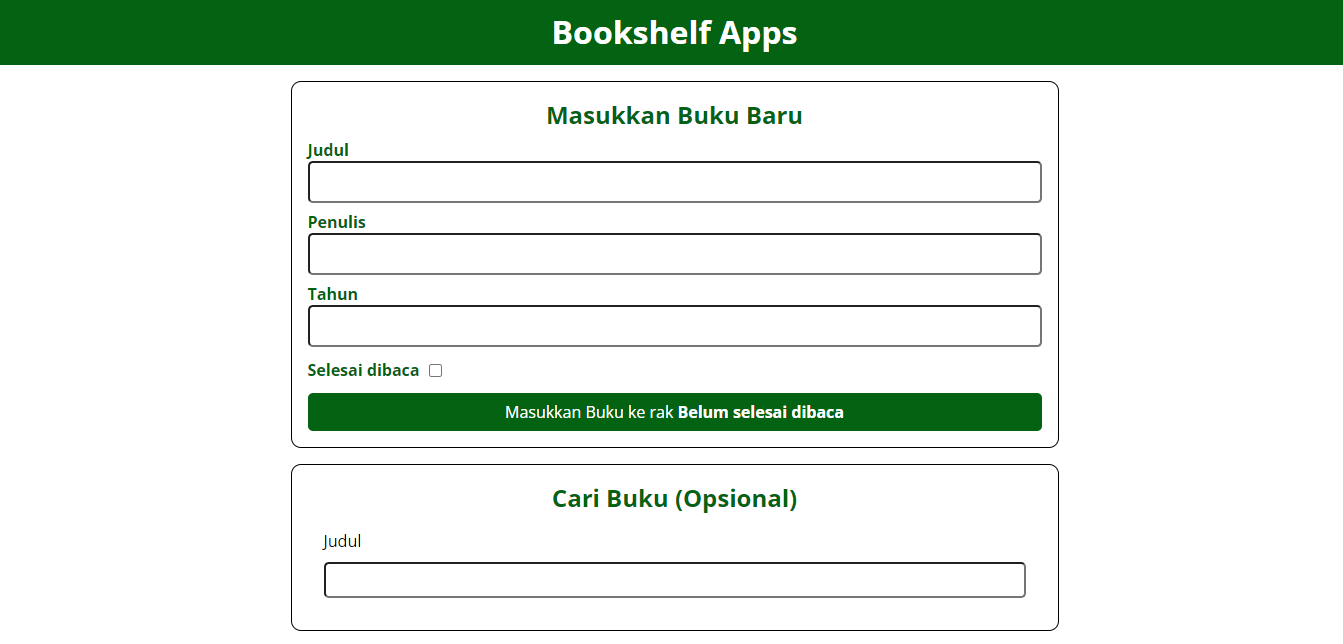 Bookshelf Apps
Masukkan Buku Baru
Judul
Penulis
Tahun
Selesai dibaca
Masukkan Buku ke rak Belum selesai dibaca
Cari Buku (Opsional)
Judul